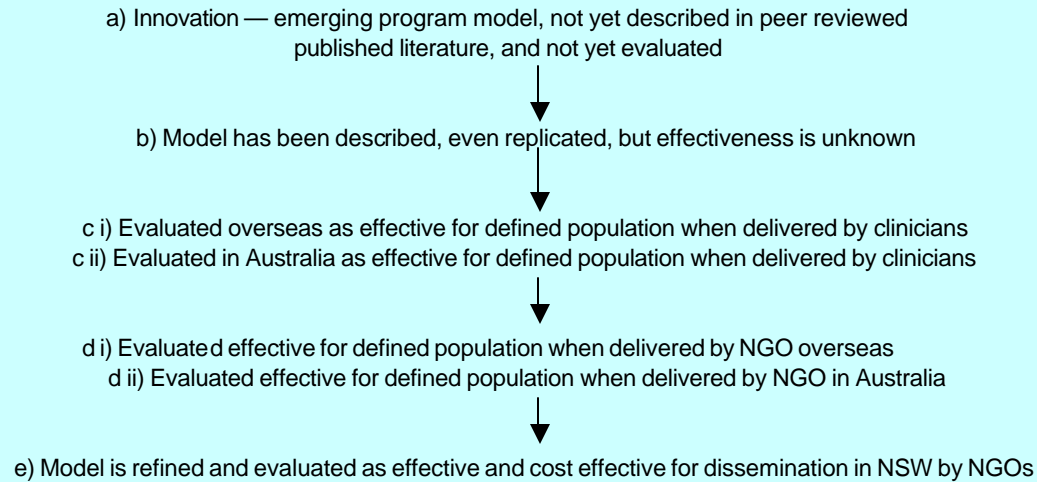 a) Innovation — emerging program model, not yet described in peer reviewed
published literature, and not yet evaluated
b) Model has been described, even replicated, but effectiveness is unknown
c i) Evaluated overseas as effective for defined population when delivered by clinicians
c ii) Evaluated in Australia as effective for defined population when delivered by clinicians
d i) Evaluated effective for defined population when delivered by NGO overseas
d ii) Evaluated effective for defined population when delivered by NGO in Australia
e) Model is refined and evaluated as effective and cost effective for dissemination in NSW by NGOs